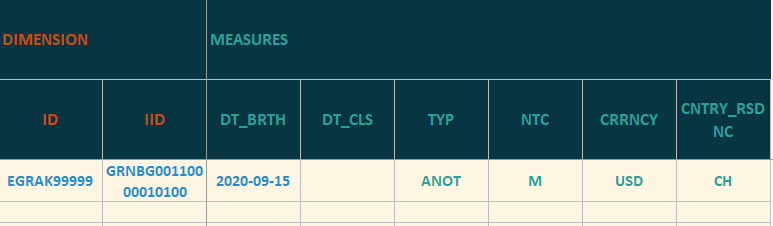 DIMENSION MEASURES
ID IID DT_BRTH DT_CLS TYP NTC CRRNCY CNTRY_RSD
NC
EGRAK99999 GRNBG001100
00010100 2020-09-15 ANOT M USD CH